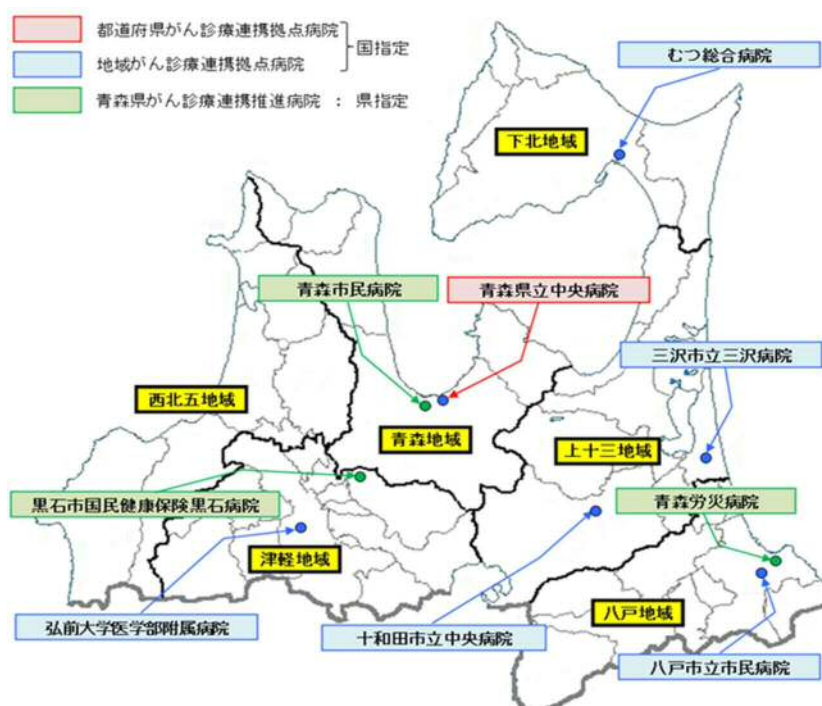 都道府県がん診療連携拠点病院
国指定
地域がん診療連携拠点病院
青森県がん診療連携推進病院 ： 県指定
むつ総合病院
下北地域
青森市民病院
青森県立中央病院
三沢市立三沢病院
西北五地域
青森地域
上十三地域
黒石市国民健康保険黒石病院
青森労災病院
津軽地域
八戸地域
弘前大学医学部附属病院
十和田市立中央病院
八戸市立市民病院